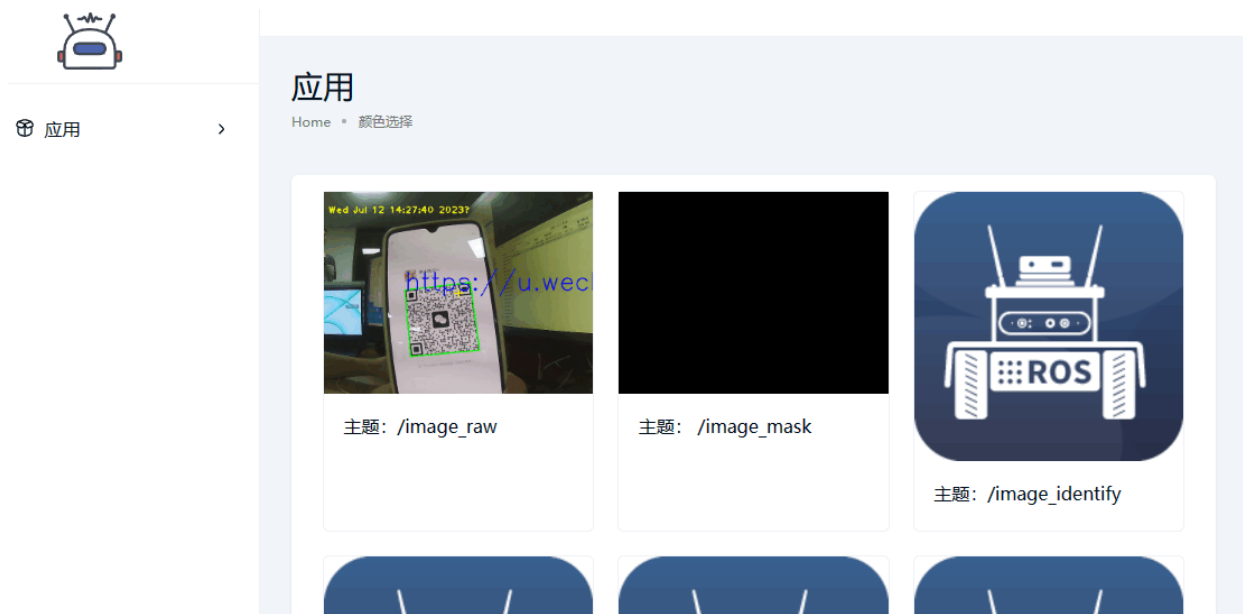 应用
应用
Home • 颜色选择
Wed Jul 12 14:27:40 2023?
https://u.wec
主题：/image_raw
主题： /image_mask
ROS
主题：/image_identify